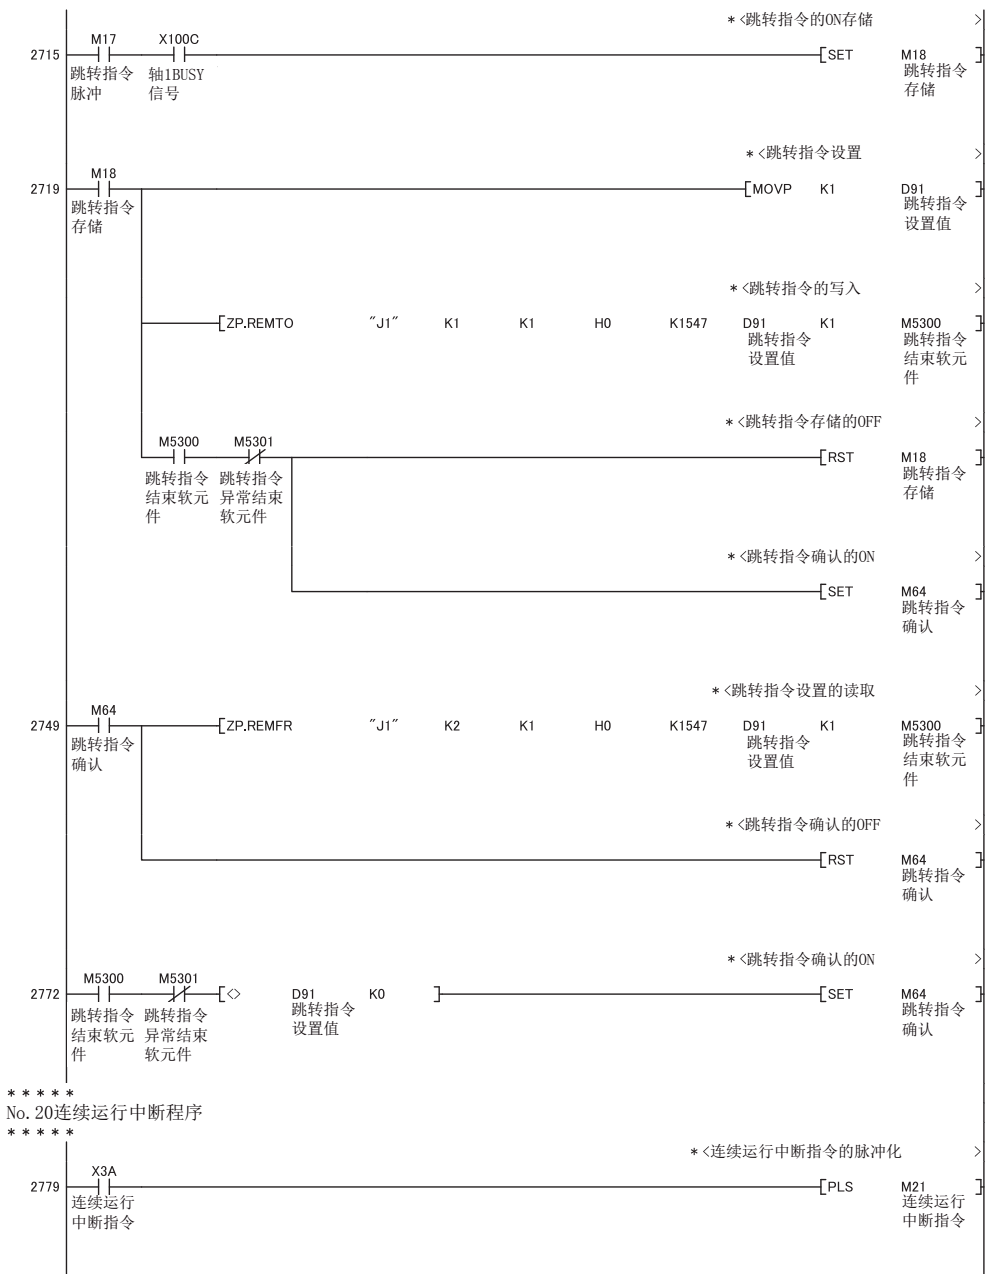 *<跳转指令的ON存储 >
M17 X100C
2715 [SET M18 ]
跳转指令 轴1BUSY 跳转指令
脉冲 信号 存储
*<跳转指令设置 >
M18
2719 [MOVP K1 D91 ]
跳转指令 跳转指令
存储 设置值
*<跳转指令的写入 >
[ZP.REMTO "J1" K1 K1 H0 K1547 D91 K1 M5300 ]
跳转指令 跳转指令
设置值 结束软元
件
*<跳转指令存储的OFF >
M5300 M5301
[RST M18 ]
跳转指令 跳转指令 跳转指令
结束软元 异常结束 存储
件 软元件
*<跳转指令确认的ON >
[SET M64 ]
跳转指令
确认
*<跳转指令设置的读取 >
M64
2749 [ZP.REMFR "J1" K2 K1 H0 K1547 D91 K1 M5300 ]
跳转指令 跳转指令 跳转指令
确认 设置值 结束软元
件
*<跳转指令确认的OFF >
[RST M64 ]
跳转指令
确认
*<跳转指令确认的ON >
M5300 M5301
2772 [<> D91 K0 ] [SET M64 ]
跳转指令 跳转指令 跳转指令 跳转指令
结束软元 异常结束 设置值 确认
件 软元件
*****
No.20连续运行中断程序
*****
*<连续运行中断指令的脉冲化 >
X3A
2779 [PLS M21 ]
连续运行 连续运行
中断指令 中断指令